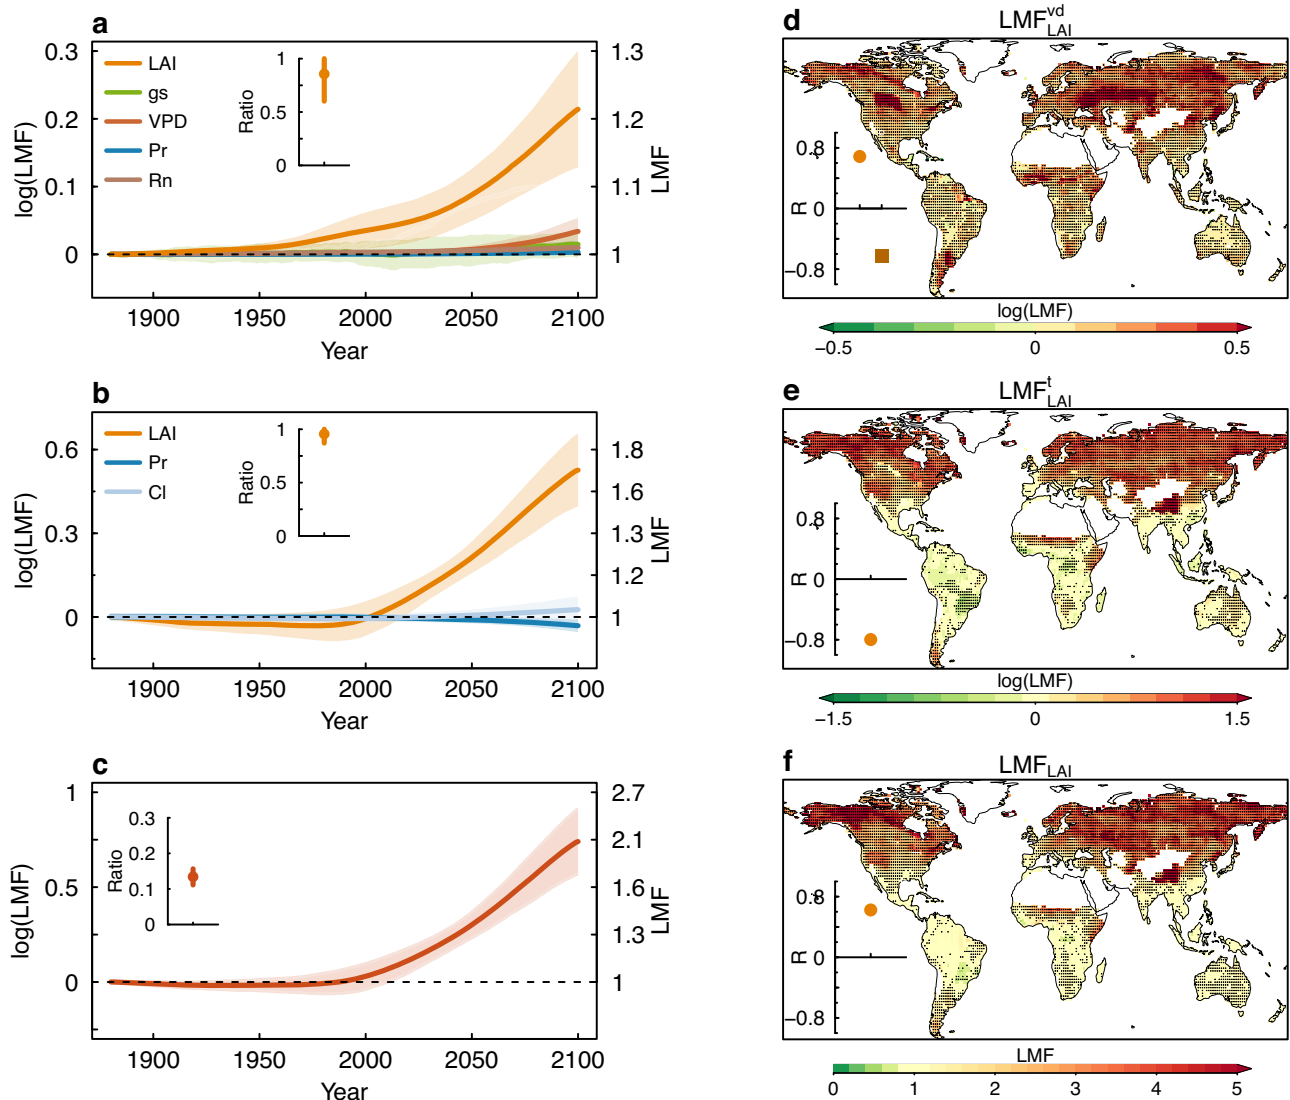 a
0.3
0.2
0.1
0
log(LMF)
LAI
gs
VPD
Pr
Rn
Ratio
1
0.5
0
1.3
1.2
1.1
1
LMF
1900 1950 2000 2050 2100
Year
b
0.6
0.3
0
log(LMF)
LAI
Pr
CI
Ratio
1
0.5
0
1.8
1.6
1.3
1.2
1
LMF
1900 1950 2000 2050 2100
Year
c
1
0.5
0
log(LMF)
Ratio
0.3
0.2
0.1
0
2.7
2.1
1.6
1.3
1
LMF
1900 1950 2000 2050 2100
Year
d
LMF^vd_LAI
R
0.8
0
−0.8
log(LMF)
−0.5 0 0.5
e
LMF^t_LAI
R
0.8
0
−0.8
log(LMF)
−1.5 0 1.5
f
LMF_LAI
R
0.8
0
−0.8
LMF
0 1 2 3 4 5